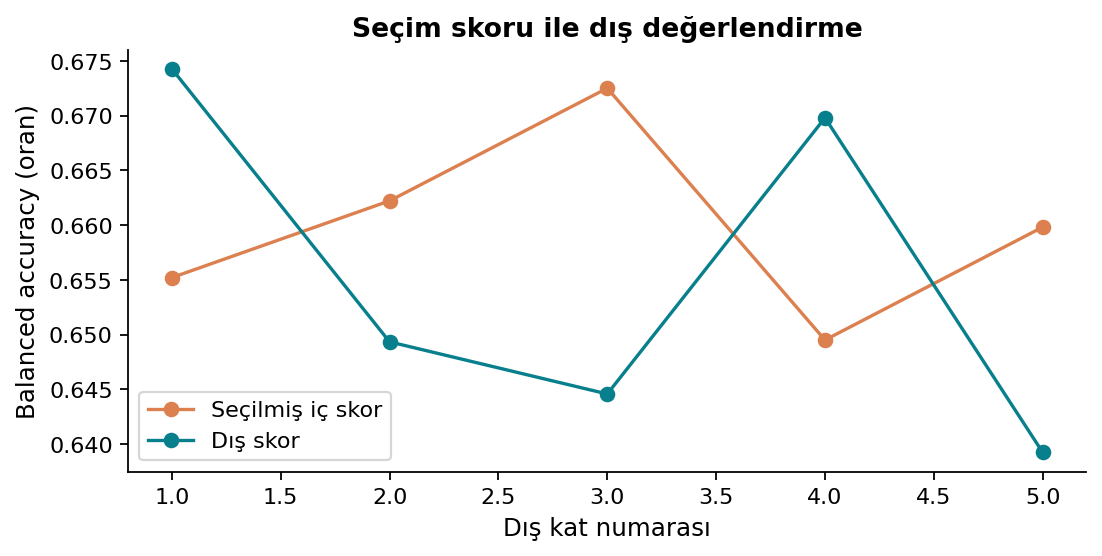 Seçim skoru ile dış değerlendirme
Balanced accuracy (oran)
0.675
0.670
0.665
0.660
0.655
0.650
0.645
0.640
Seçilmiş iç skor
Dış skor
1.0 1.5 2.0 2.5 3.0 3.5 4.0 4.5 5.0
Dış kat numarası